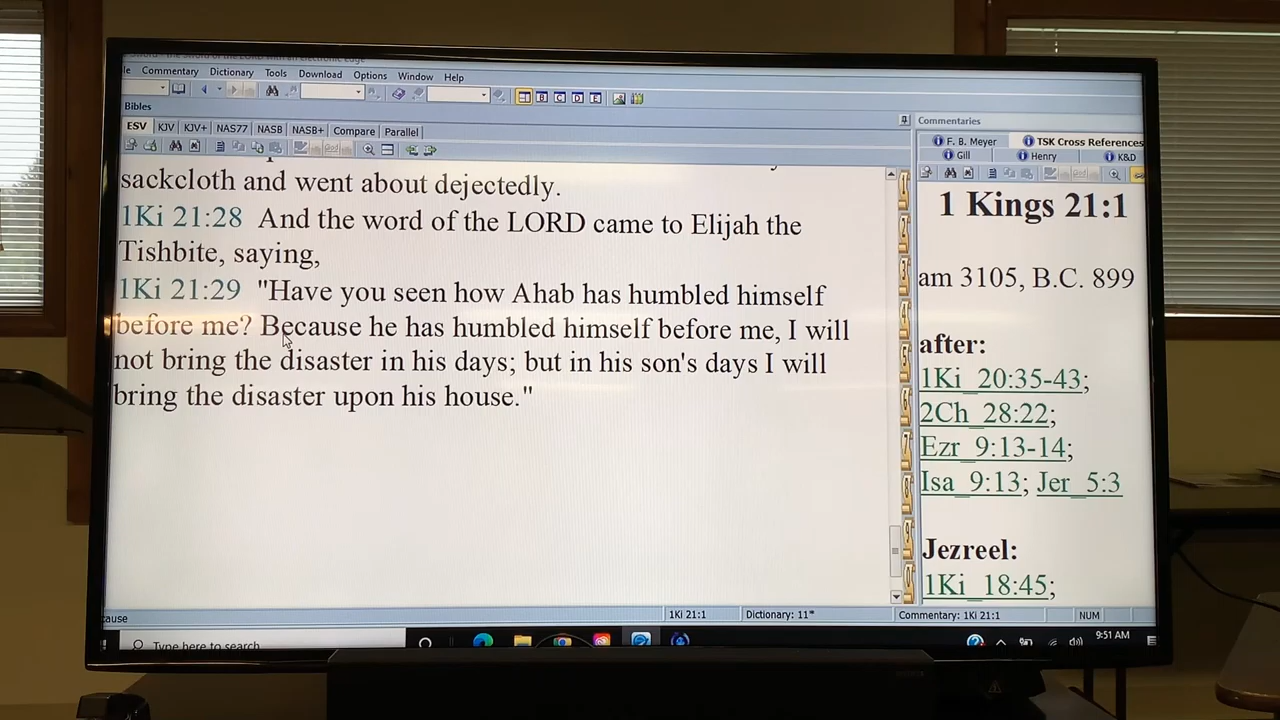 Commentary Dictionary Tools Download Options Window Help
Bibles
ESV KJV KJV+ NAS77 NASB NASB+ Compare Parallel
sackcloth and went about dejectedly.
1Ki 21:28 And the word of the LORD came to Elijah the
Tishbite, saying,
1Ki 21:29 "Have you seen how Ahab has humbled himself
before me? Because he has humbled himself before me, I will
not bring the disaster in his days; but in his son's days I will
bring the disaster upon his house."
Commentaries
F. B. Meyer TSK Cross References
Gill Henry K&D
1 Kings 21:1
am 3105, B.C. 899
after:
1Ki_20:35-43;
2Ch_28:22;
Ezr_9:13-14;
Isa_9:13; Jer_5:3
Jezreel:
1Ki_18:45;
1Ki 21:1 Dictionary: 11* Commentary: 1Ki 21:1 NUM
Type here to search
9:51 AM